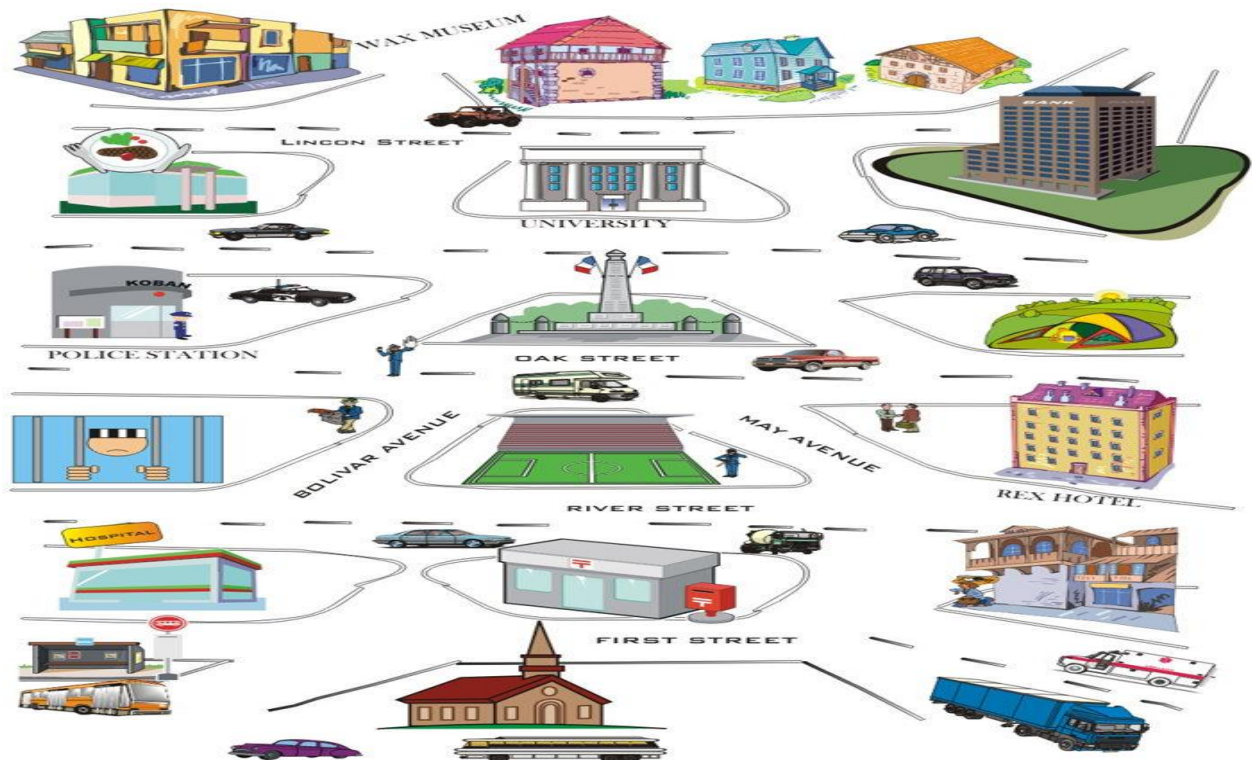 WAX MUSEUM
BANK
LINCON STREET
UNIVERSITY
KOBAN
POLICE STATION
OAK STREET
BOLIVAR AVENUE
MAY AVENUE
REX HOTEL
RIVER STREET
HOSPITAL
FIRST STREET